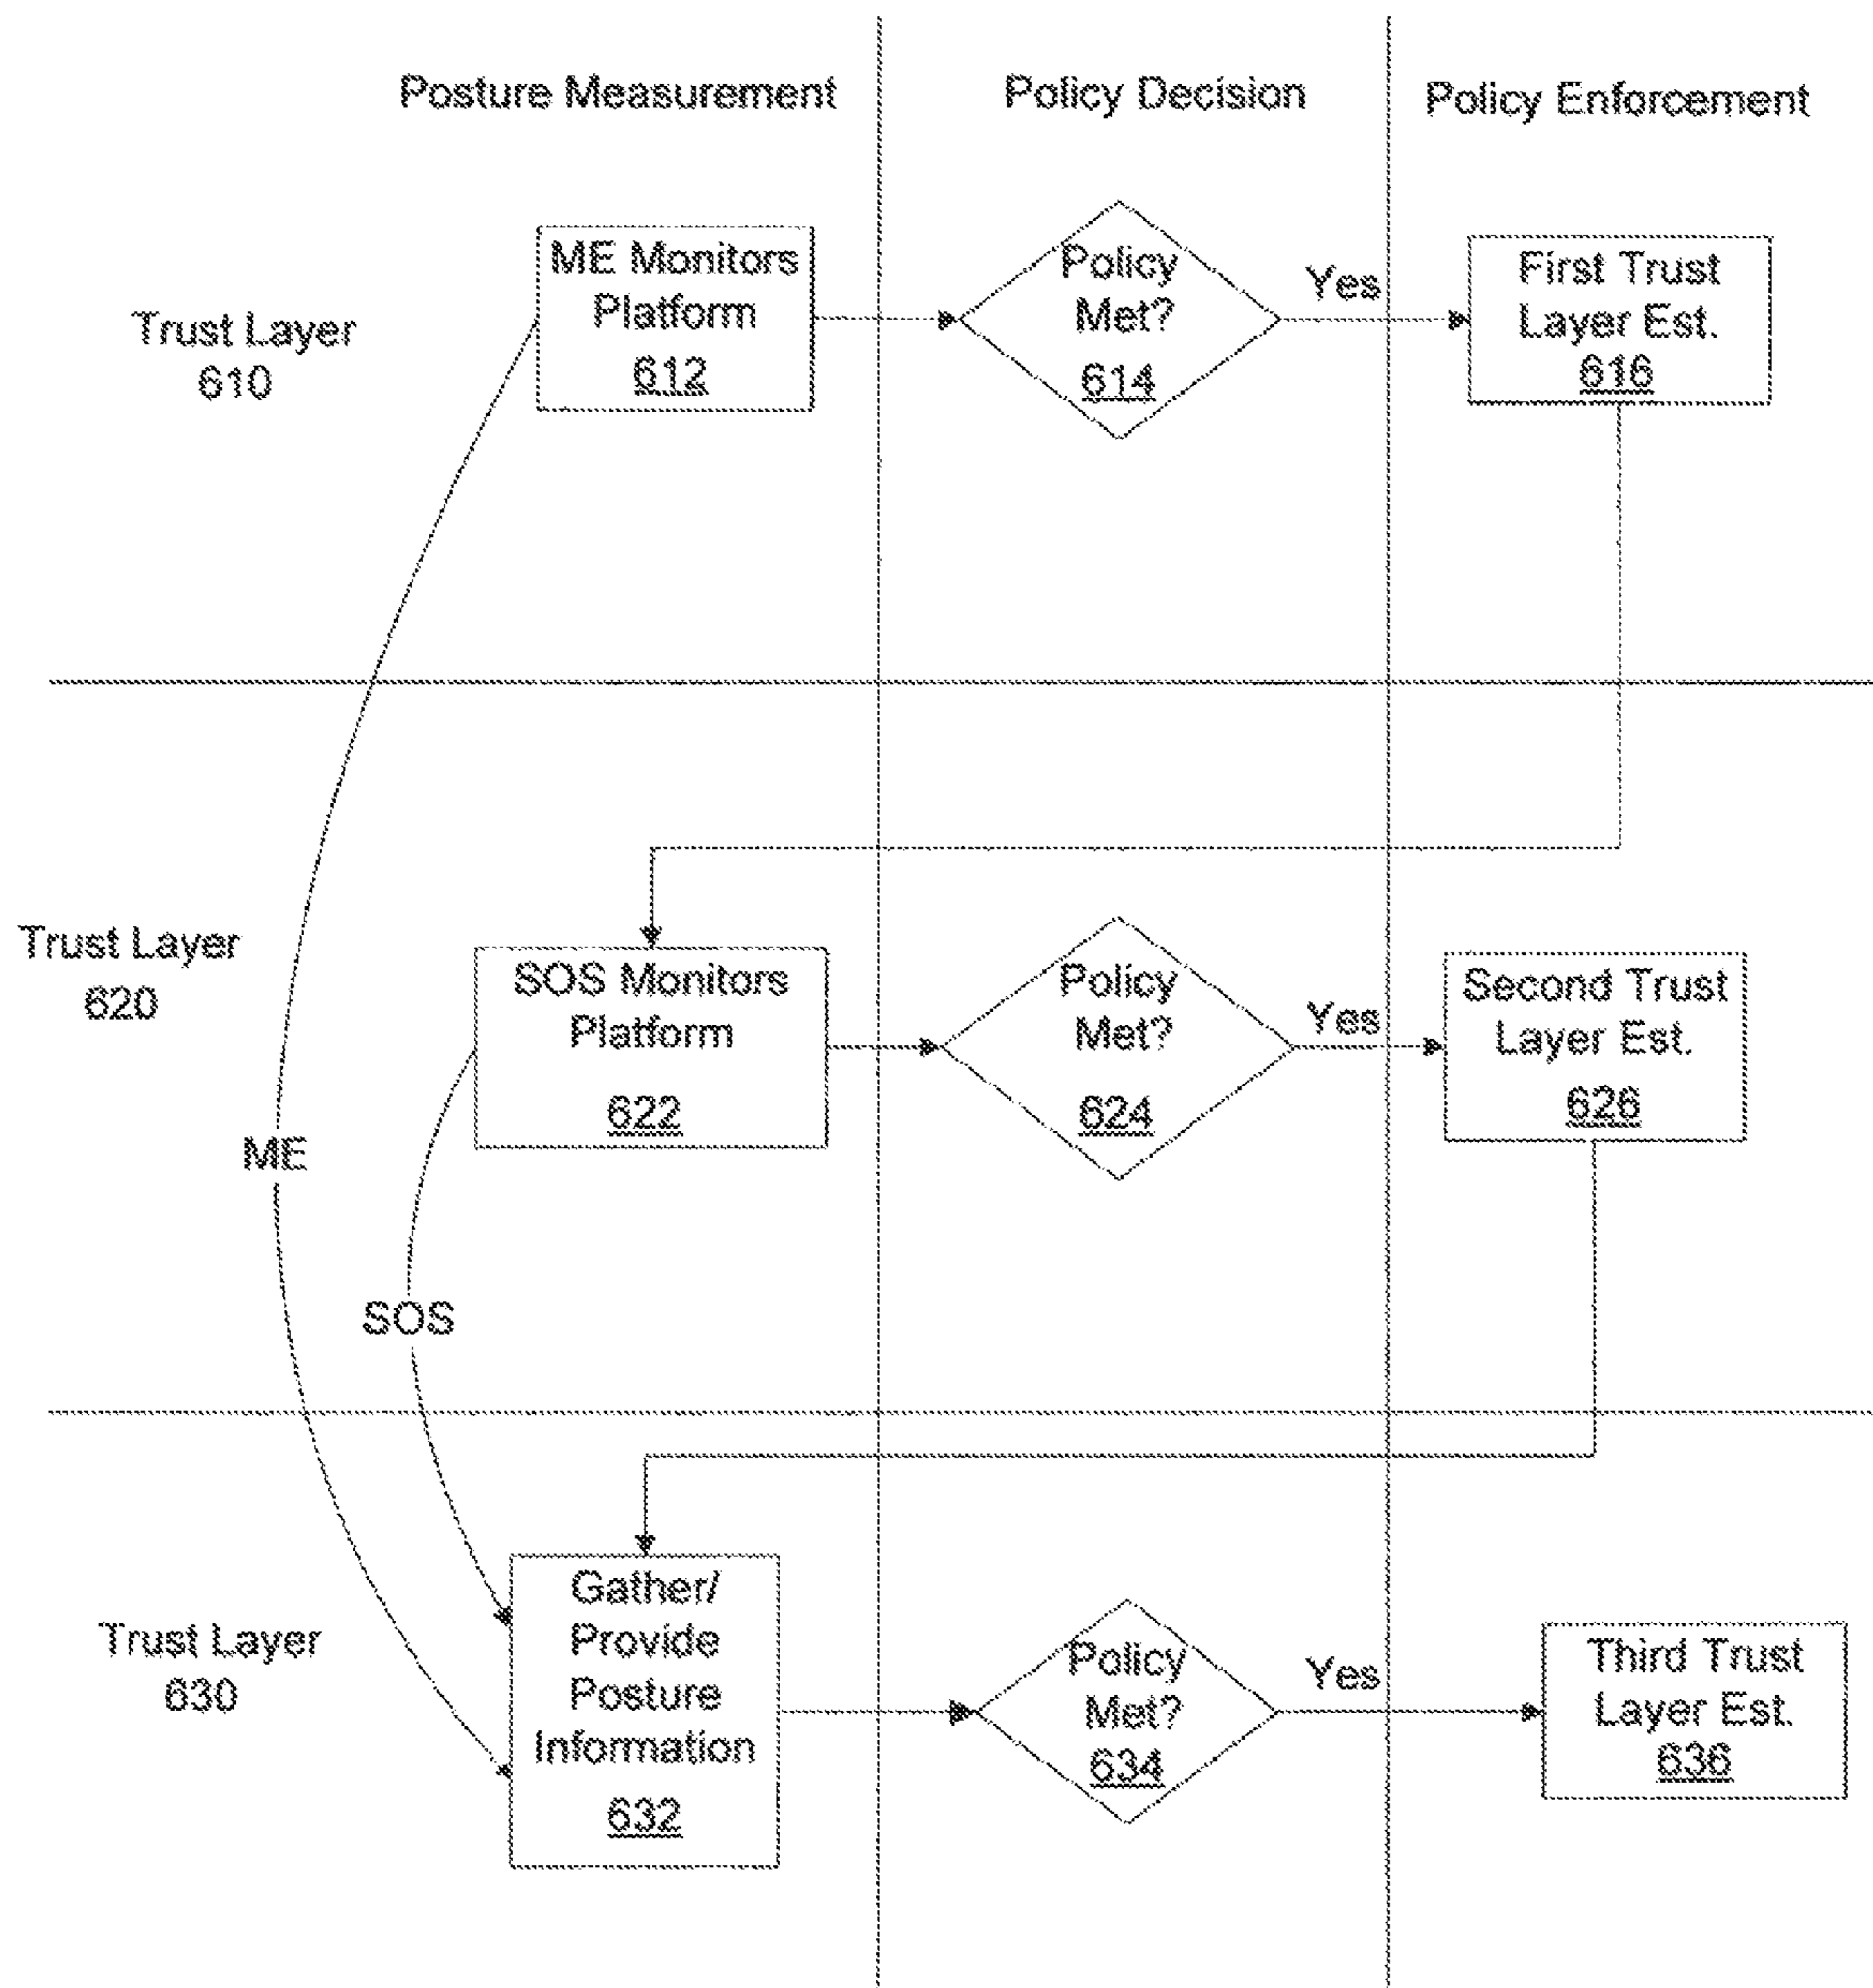 Posture Measurement
Policy Decision
Policy Enforcement
Trust Layer
610
ME Monitors
Platform
612
Policy
Met?
614
Yes
First Trust
Layer Est.
616
Trust Layer
620
SOS Monitors
Platform
622
Policy
Met?
624
Yes
Second Trust
Layer Est.
626
ME
SOS
Trust Layer
630
Gather/
Provide
Posture
Information
632
Policy
Met?
634
Yes
Third Trust
Layer Est.
636